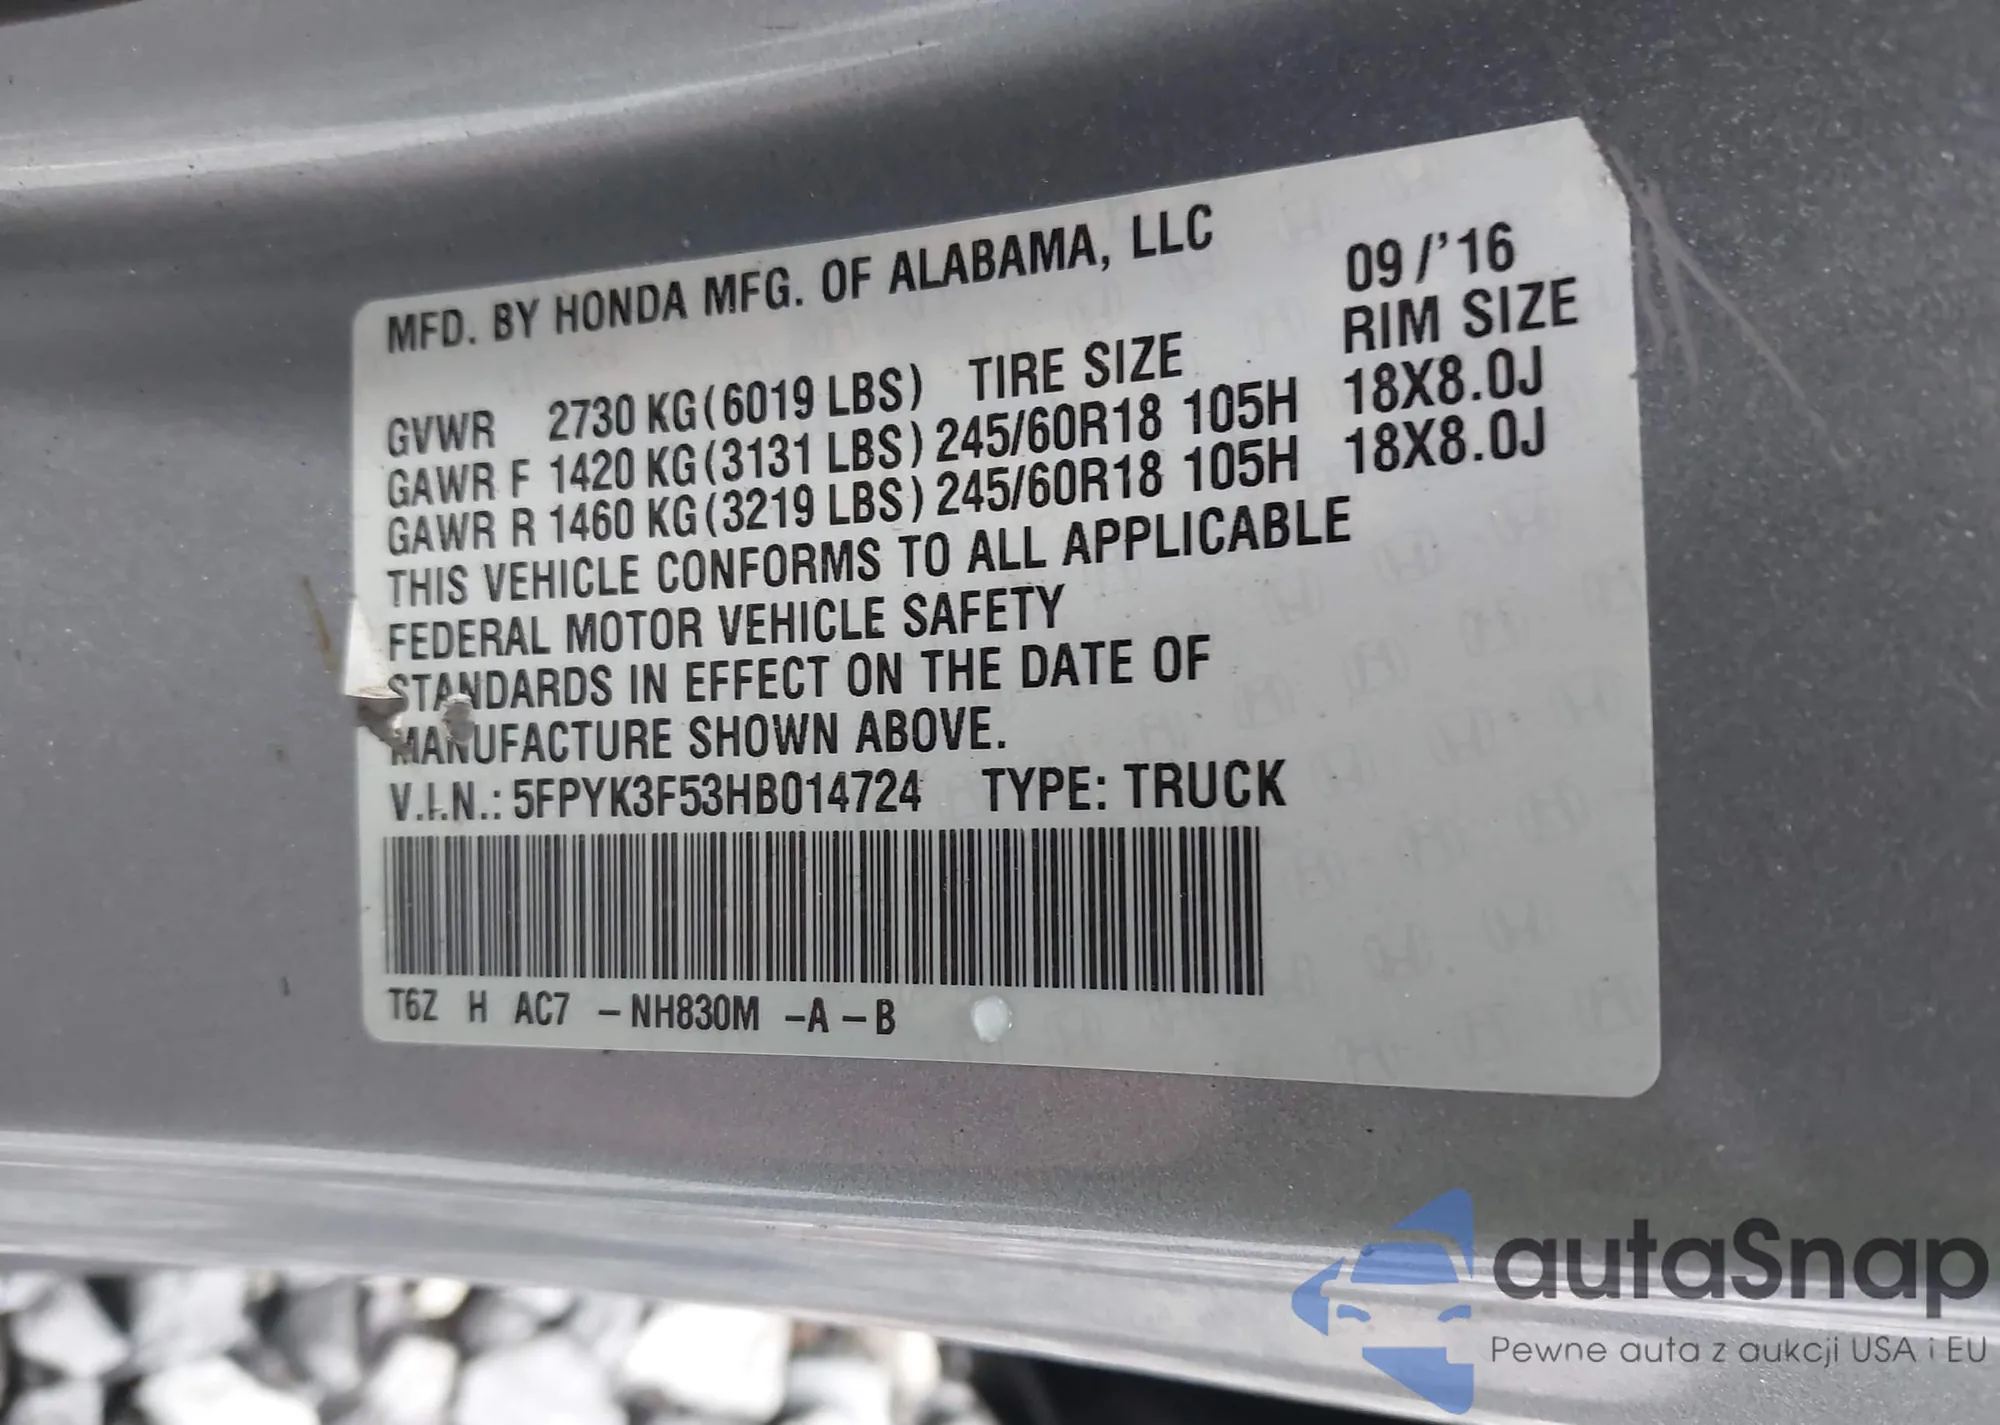 MFD. BY HONDA MFG. OF ALABAMA, LLC 09/'16
RIM SIZE
GVWR 2730 KG(6019 LBS) TIRE SIZE
GAWR F 1420 KG(3131 LBS) 245/60R18 105H 18X8.0J
GAWR R 1460 KG(3219 LBS) 245/60R18 105H 18X8.0J
THIS VEHICLE CONFORMS TO ALL APPLICABLE
FEDERAL MOTOR VEHICLE SAFETY
STANDARDS IN EFFECT ON THE DATE OF
MANUFACTURE SHOWN ABOVE.
V.I.N.: 5FPYK3F53HB014724 TYPE: TRUCK
T6Z H AC7 -NH830M -A -B
autaSnap
Pewne auta z aukcji USA i EU